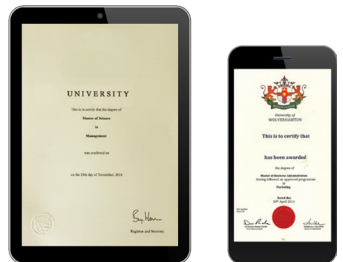 UNIVERSITY
This is to certify that the degree of
Master of Science
in
Management
was conferred on
on the 28th day of November, 2014
Registrar and Secretary
University of
WOLVERHAMPTON
This is to certify that
has been awarded
the degree of
Master of Business Administration
having followed an approved programme
in
Marketing